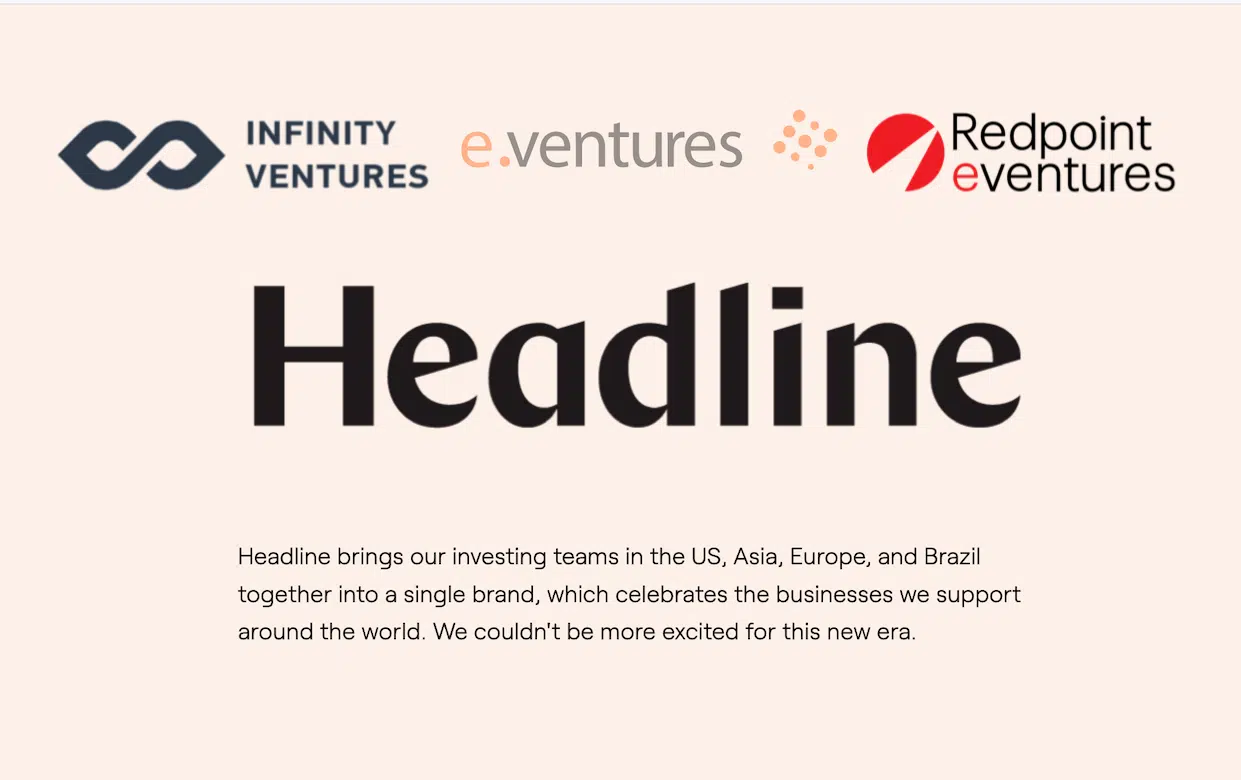 INFINITY
VENTURES
e.ventures
Redpoint
eventures
Headline
Headline brings our investing teams in the US, Asia, Europe, and Brazil
together into a single brand, which celebrates the businesses we support
around the world. We couldn't be more excited for this new era.